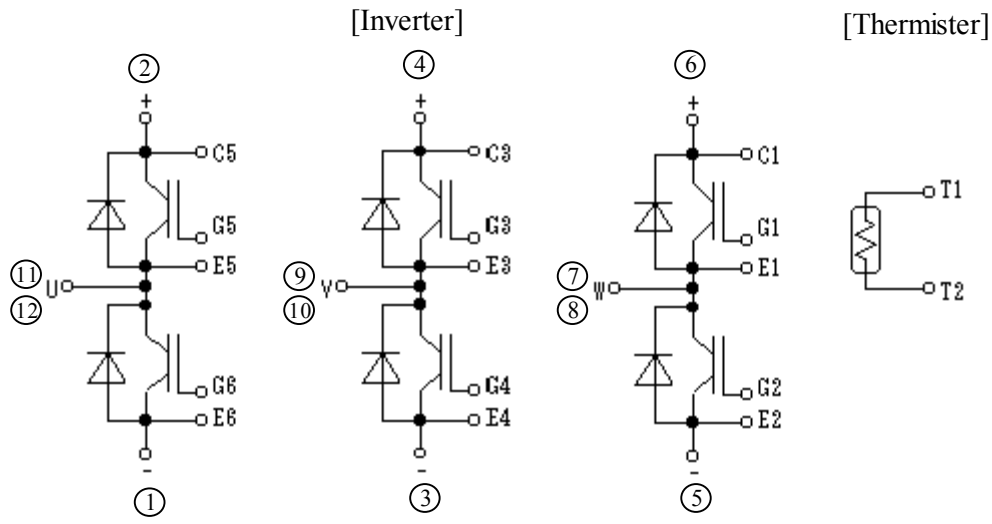 [Inverter]
[Thermister]
② ④ ⑥
+ + +
C5 C3 C1
T1
G5 G3 G1
E5 E3 E1
⑪ U ⑨ V ⑦ W
⑫ ⑩ ⑧
T2
G6 G4 G2
E6 E4 E2
- - -
① ③ ⑤